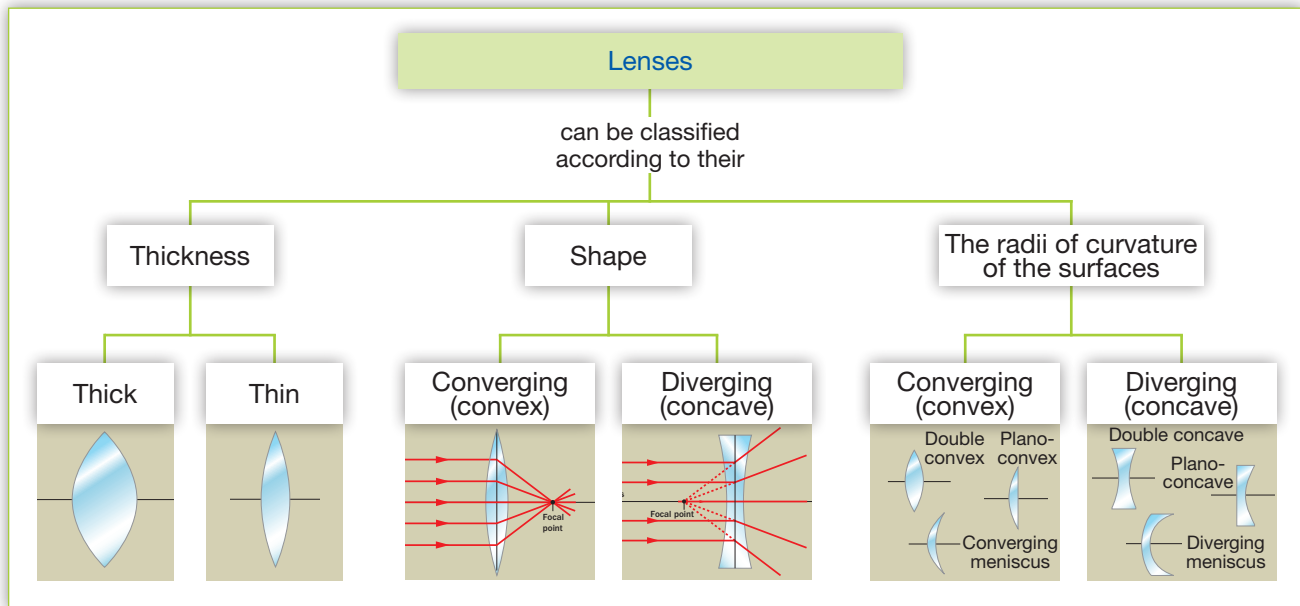 Lenses
can be classified
according to their
Thickness
Shape
The radii of curvature
of the surfaces
Thick
Thin
Converging
(convex)
Diverging
(concave)
Converging
(convex)
Diverging
(concave)
Focal
point
Focal point
Double
convex
Plano-
convex
Converging
meniscus
Double concave
Plano-
concave
Diverging
meniscus